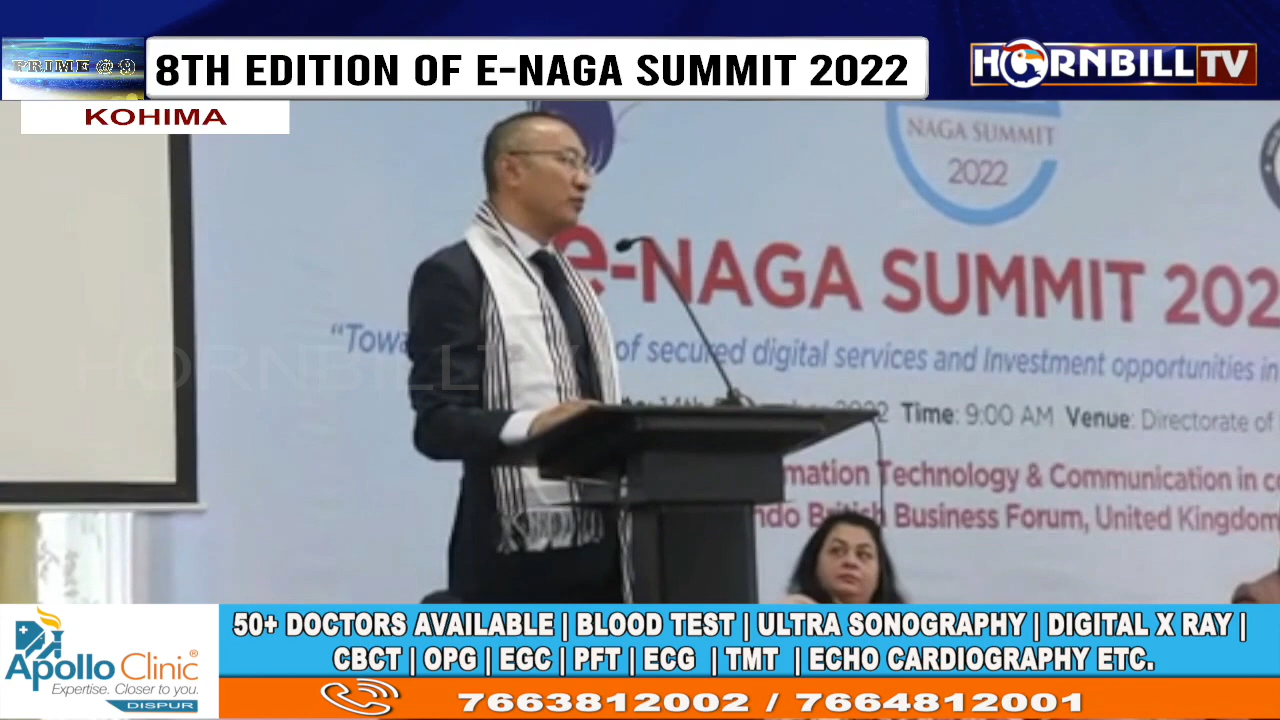 PRIME @ 9
8TH EDITION OF E-NAGA SUMMIT 2022
HORNBILL TV
KOHIMA
NAGA SUMMIT
2022
e-NAGA SUMMIT 202
HORNBILL TV
of secured digital services and Investment opportunities in
2022 Time: 9:00 AM Venue: Directorate of
mation Technology & Communication in
British Business Forum, United Kingdom
Apollo Clinic®
Expertise. Closer to you.
DISPUR
50+ DOCTORS AVAILABLE | BLOOD TEST | ULTRA SONOGRAPHY | DIGITAL X RAY |
CBCT | OPG | EGC | PFT | ECG | TMT | ECHO CARDIOGRAPHY ETC.
7663812002 / 7664812001